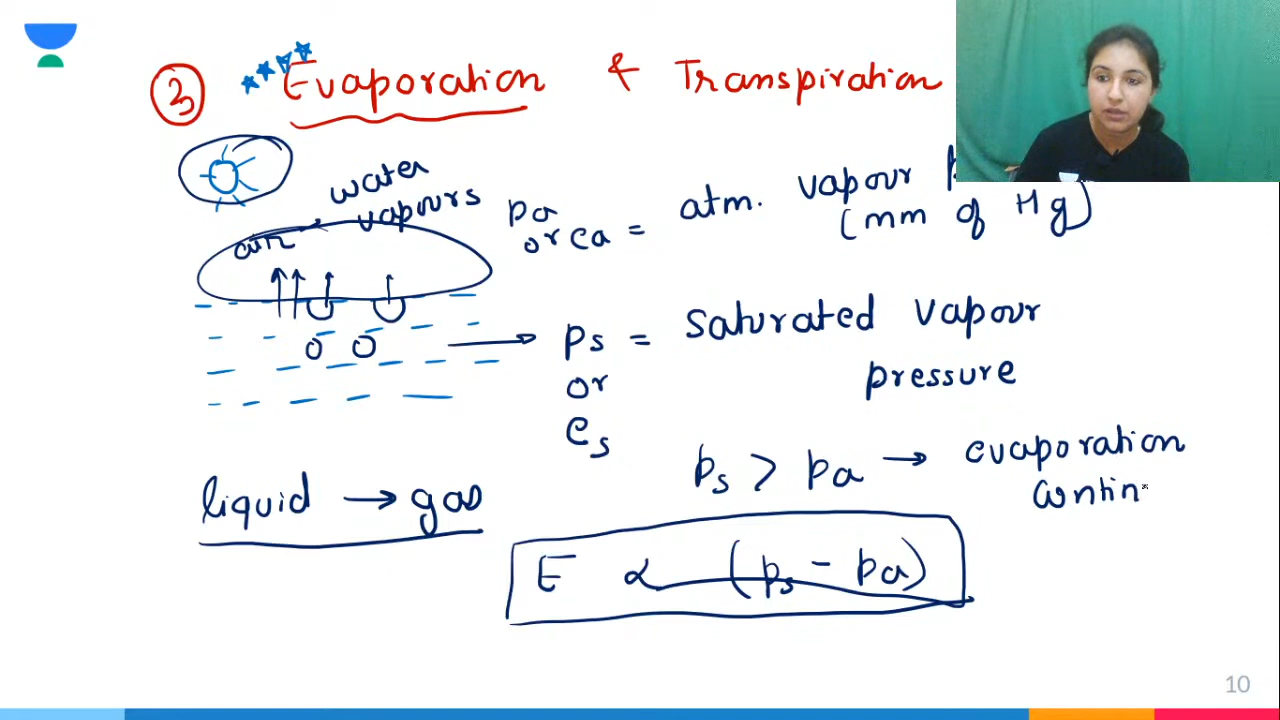 3 Evaporation & Transpiration
water
vapours
air
pa
or ea = atm. vapour
(mm of Hg)
ps = saturated vapour
pressure
or
es
ps > pa → evaporation
contin
liquid → gas
E ∝ (ps - pa)
10